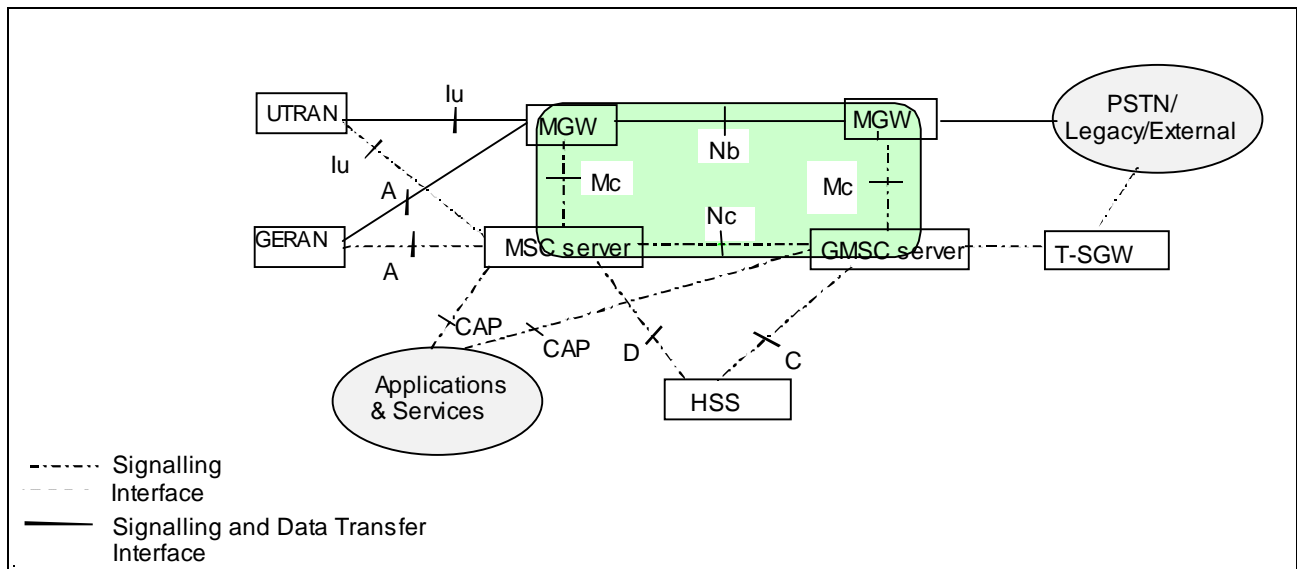 UTRAN
Iu
MGW
MGW
PSTN/
Legacy/External
Nb
Iu
Mc
Mc
A
Nc
GERAN
MSC server
GMSC server
T-SGW
A
CAP
CAP
D
C
Applications
& Services
HSS
Signalling
Interface
Signalling and Data Transfer
Interface